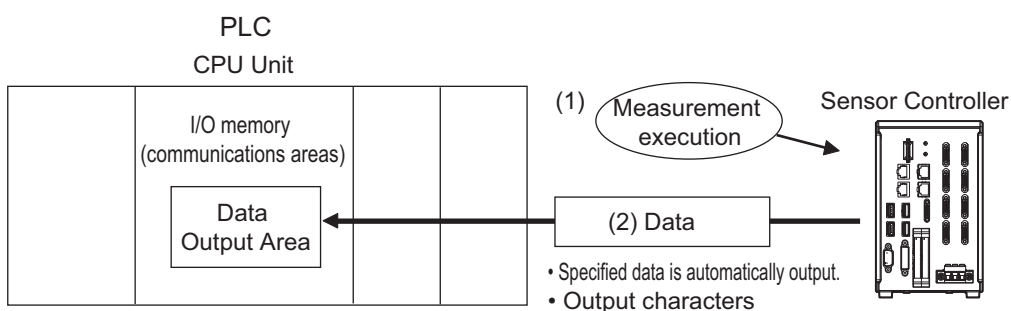 PLC
CPU Unit
I/O memory
(communications areas)
Data
Output Area
(1)
Measurement
execution
Sensor Controller
(2) Data
• Specified data is automatically output.
• Output characters